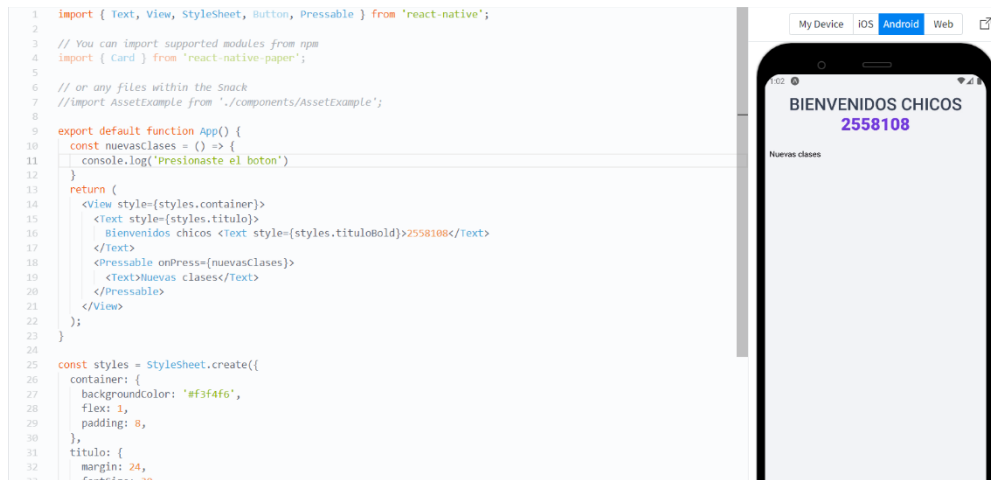 1 import { Text, View, StyleSheet, Button, Pressable } from 'react-native';
2
3 // You can import supported modules from npm
4 import { Card } from 'react-native-paper';
5
6 // or any files within the Snack
7 //import AssetExample from './components/AssetExample';
8
9 export default function App() {
10 const nuevasClases = () => {
11 console.log('Presionaste el boton')
12 }
13 return (
14 <View style={styles.container}>
15 <Text style={styles.titulo}>
16 Bienvenidos chicos <Text style={styles.tituloBold}>2558108</Text>
17 </Text>
18 <Pressable onPress={nuevasClases}>
19 <Text>Nuevas clases</Text>
20 </Pressable>
21 </View>
22 );
23 }
24
25 const styles = StyleSheet.create({
26 container: {
27 backgroundColor: '#f3f4f6',
28 flex: 1,
29 padding: 8,
30 },
31 titulo: {
32 margin: 24,
My Device iOS Android Web
1:02
BIENVENIDOS CHICOS
2558108
Nuevas clases